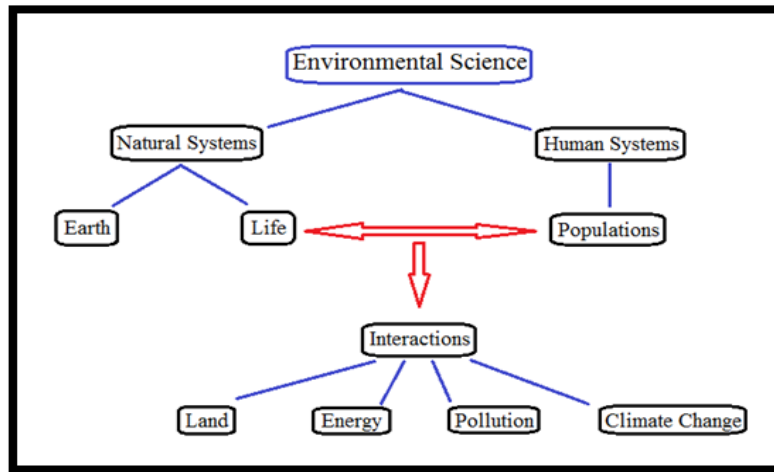 Environmental Science
Natural Systems
Human Systems
Earth
Life
Populations
Interactions
Land
Energy
Pollution
Climate Change